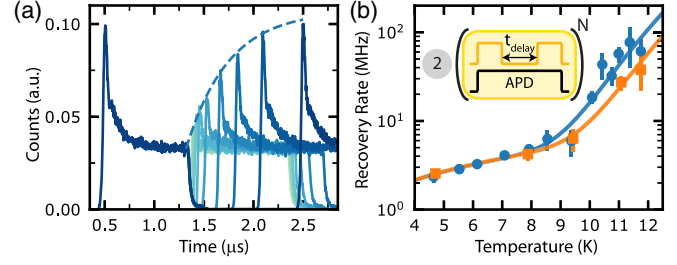 (a)
0.10
0.05
0.00
Counts (a.u.)
0.5 1.0 1.5 2.0 2.5
Time (μs)
(b)
10²
10¹
10⁰
Recovery Rate (MHz)
2
N
t_delay
APD
4 5 6 7 8 9 10 11 12
Temperature (K)